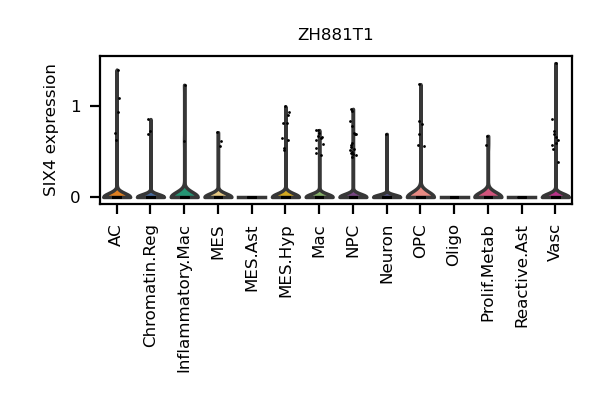 ZH881T1
SIX4 expression
1
0
AC
Chromatin.Reg
Inflammatory.Mac
MES
MES.Ast
MES.Hyp
Mac
NPC
Neuron
OPC
Oligo
Prolif.Metab
Reactive.Ast
Vasc